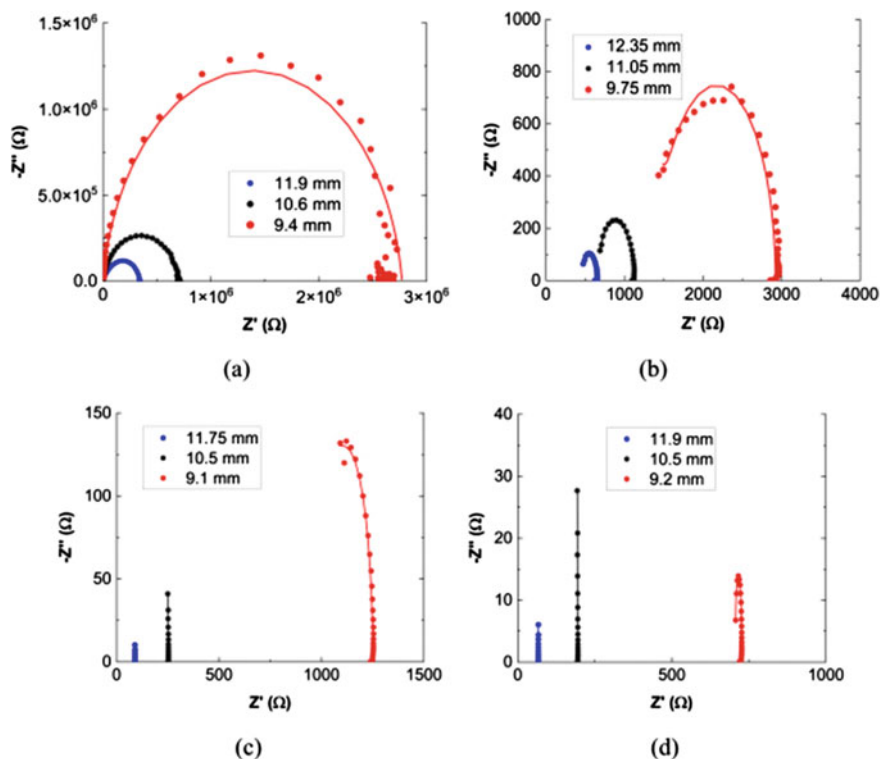 1.5×10⁶
1.0×10⁶
5.0×10⁵
0.0
-Z'' (Ω)
11.9 mm
10.6 mm
9.4 mm
0 1×10⁶ 2×10⁶ 3×10⁶
Z' (Ω)
(a)
1000
800
600
400
200
0
-Z'' (Ω)
12.35 mm
11.05 mm
9.75 mm
0 1000 2000 3000 4000
Z' (Ω)
(b)
150
100
50
0
-Z'' (Ω)
11.75 mm
10.5 mm
9.1 mm
0 500 1000 1500
Z' (Ω)
(c)
40
30
20
10
0
-Z'' (Ω)
11.9 mm
10.5 mm
9.2 mm
0 500 1000
Z' (Ω)
(d)